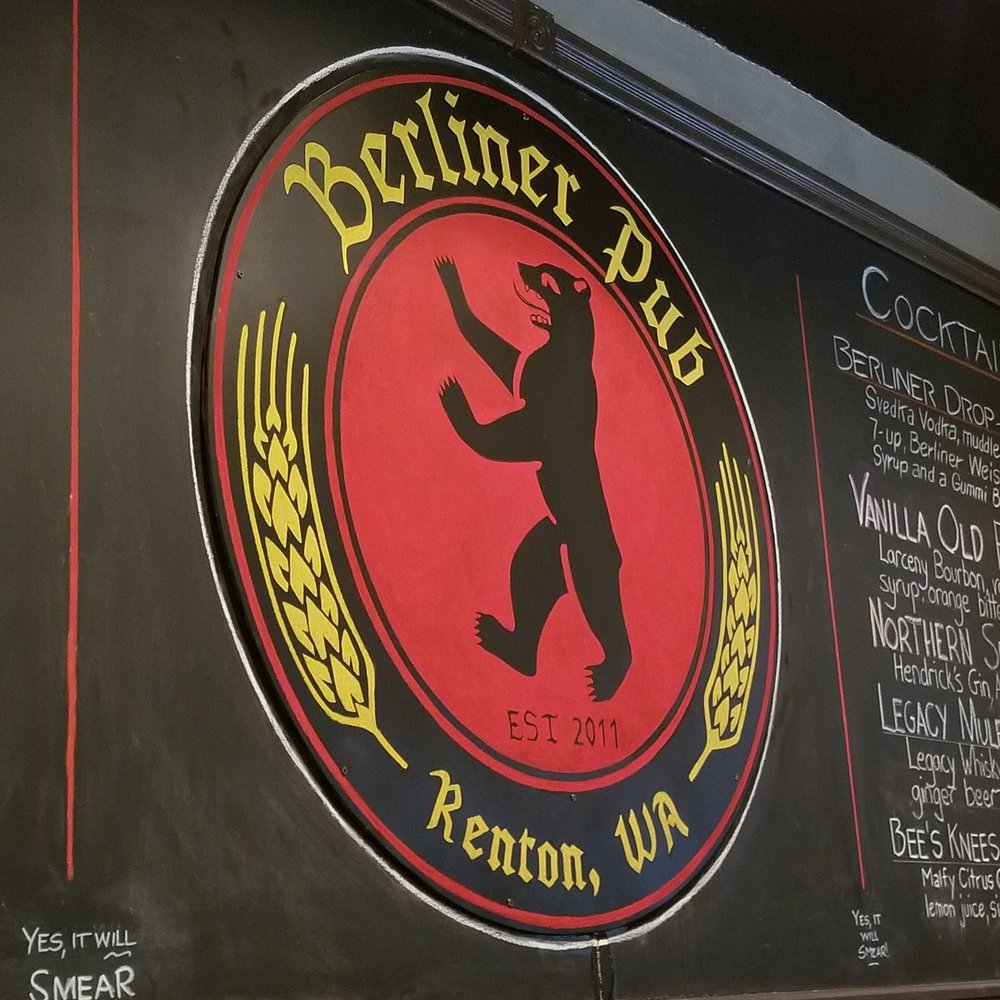 Berliner Pub
EST 2011
Renton, WA
YES, IT WILL
SMEAR
COCKTAI
BERLINER DROP
Svedka Vodka, muddle
7-up, Berliner Weis
Syrup and a Gummi B
VANILLA OLD
Larceny Bourbon,
syrup, orange bitte
NORTHERN S
Hendrick's Gin,
LEGACY MUL
Legacy Whisk
ginger beer
BEE'S KNEES
Malfy Citrus
lemon juice, si
YES, IT
WILL
SMEAR!